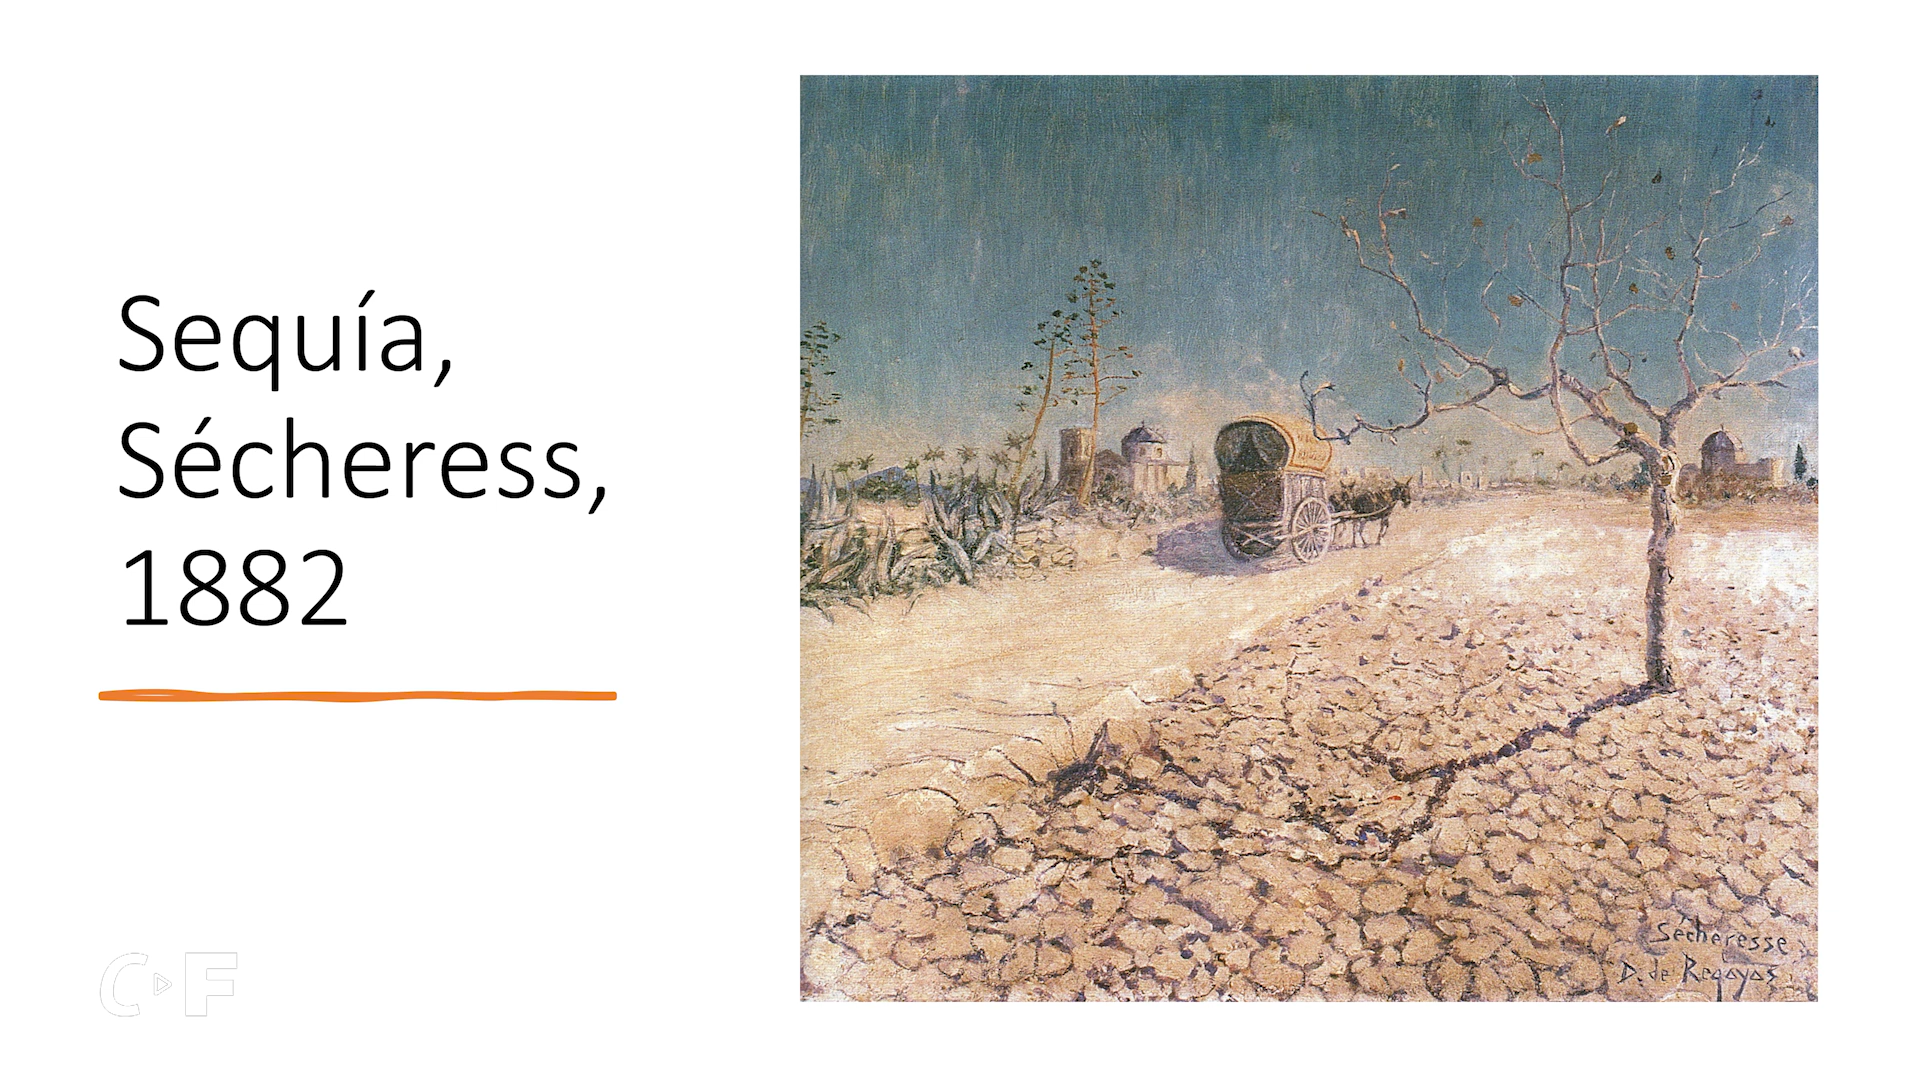 Sequía,
Sécheress,
1882
C▷F
Sécheresse
D. de Regoyos